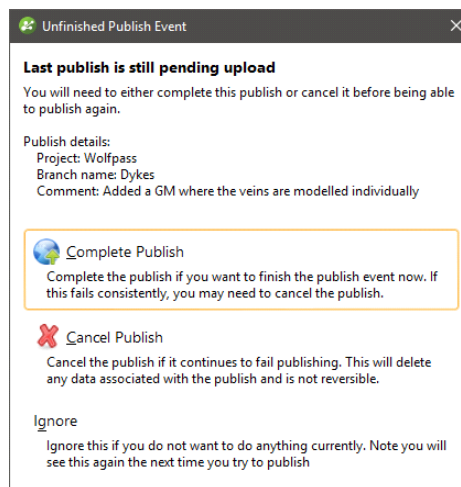 Unfinished Publish Event
Last publish is still pending upload
You will need to either complete this publish or cancel it before being able
to publish again.
Publish details:
Project: Wolfpass
Branch name: Dykes
Comment: Added a GM where the veins are modelled individually
Complete Publish
Complete the publish if you want to finish the publish event now. If
this fails consistently, you may need to cancel the publish.
Cancel Publish
Cancel the publish if it continues to fail publishing. This will delete
any data associated with the publish and is not reversible.
Ignore
Ignore this if you do not want to do anything currently. Note you will
see this again the next time you try to publish